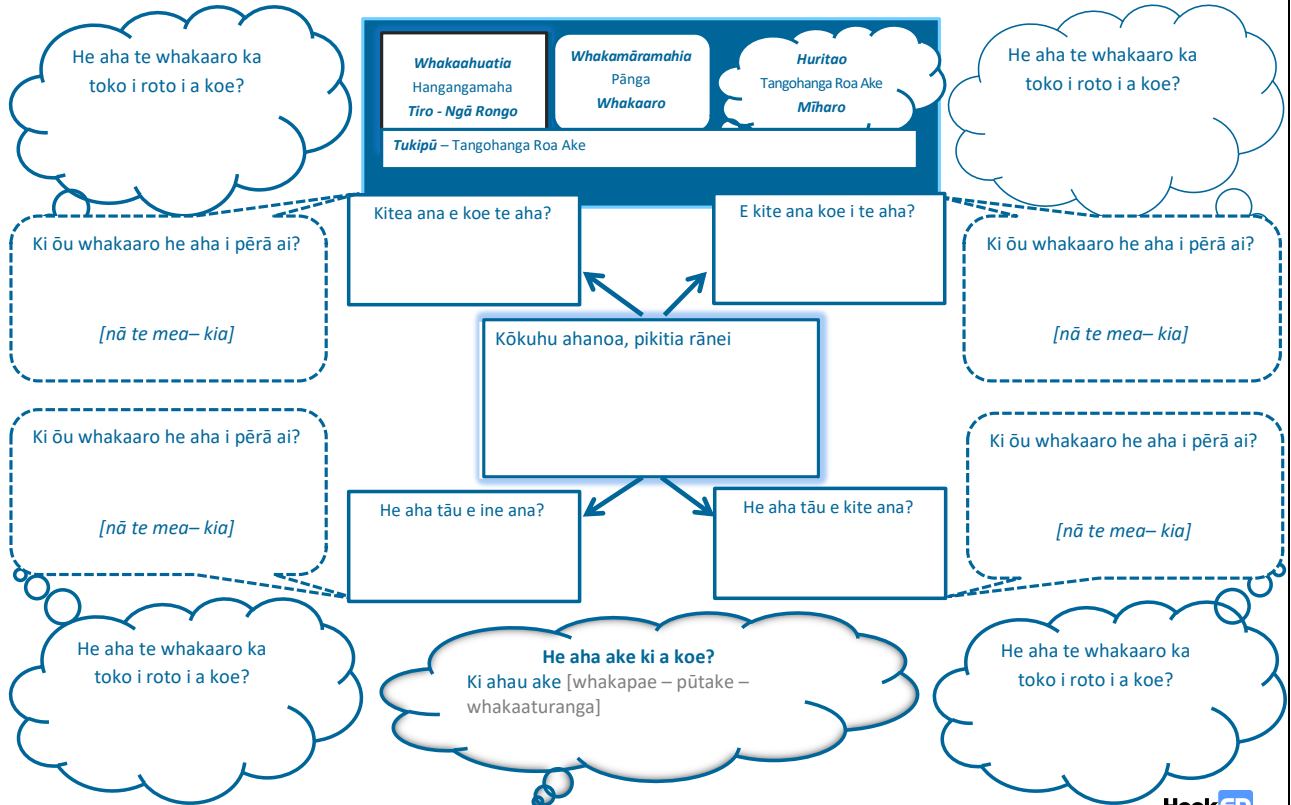 He aha te whakaaro ka
toko i roto i a koe?
Whakaahuatia
Hangangamaha
Tiro - Ngā Rongo
Whakamāramahia
Pānga
Whakaaro
Huritao
Tangohanga Roa Ake
Mīharo
Tukipū – Tangohanga Roa Ake
He aha te whakaaro ka
toko i roto i a koe?
Ki ōu whakaaro he aha i pērā ai?
[nā te mea– kia]
Kitea ana e koe te aha?
E kite ana koe i te aha?
Ki ōu whakaaro he aha i pērā ai?
[nā te mea– kia]
Kōkuhu ahanoa, pikitia rānei
Ki ōu whakaaro he aha i pērā ai?
[nā te mea– kia]
He aha tāu e ine ana?
He aha tāu e kite ana?
Ki ōu whakaaro he aha i pērā ai?
[nā te mea– kia]
He aha te whakaaro ka
toko i roto i a koe?
He aha ake ki a koe?
Ki ahau ake [whakapae – pūtake –
whakaaturanga]
He aha te whakaaro ka
toko i roto i a koe?